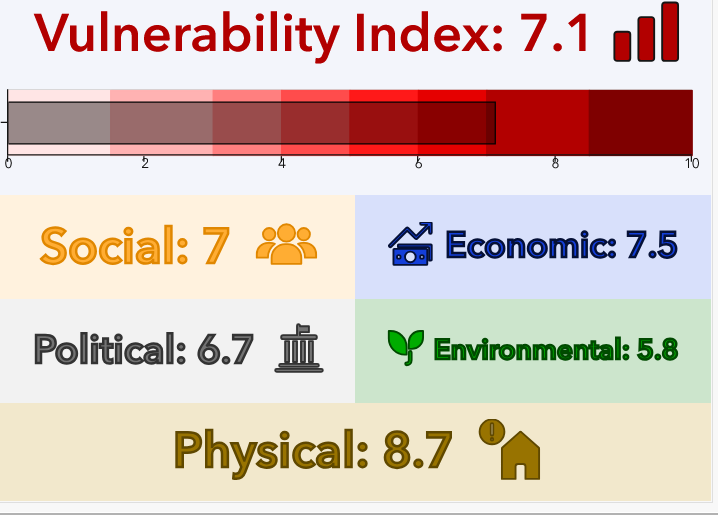 Vulnerability Index: 7.1
0 2 4 6 8 10
Social: 7
Economic: 7.5
Political: 6.7
Environmental: 5.8
Physical: 8.7